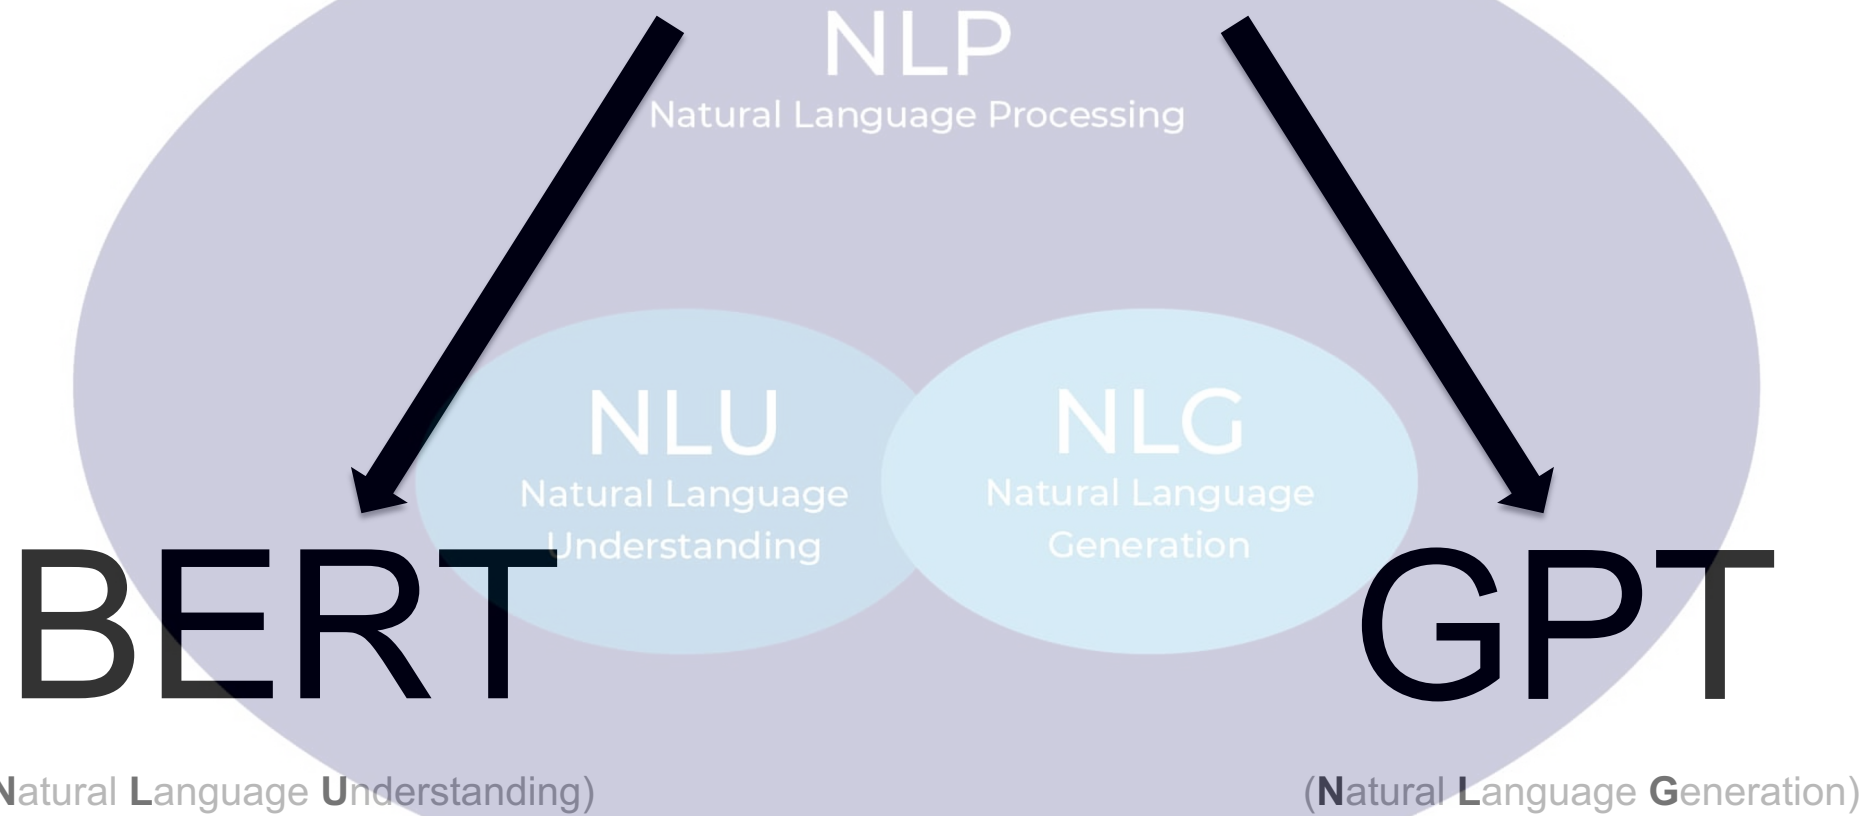 NLP
Natural Language Processing
NLU
Natural Language
Understanding
NLG
Natural Language
Generation
BERT
GPT
Natural Language Understanding)
(Natural Language Generation)